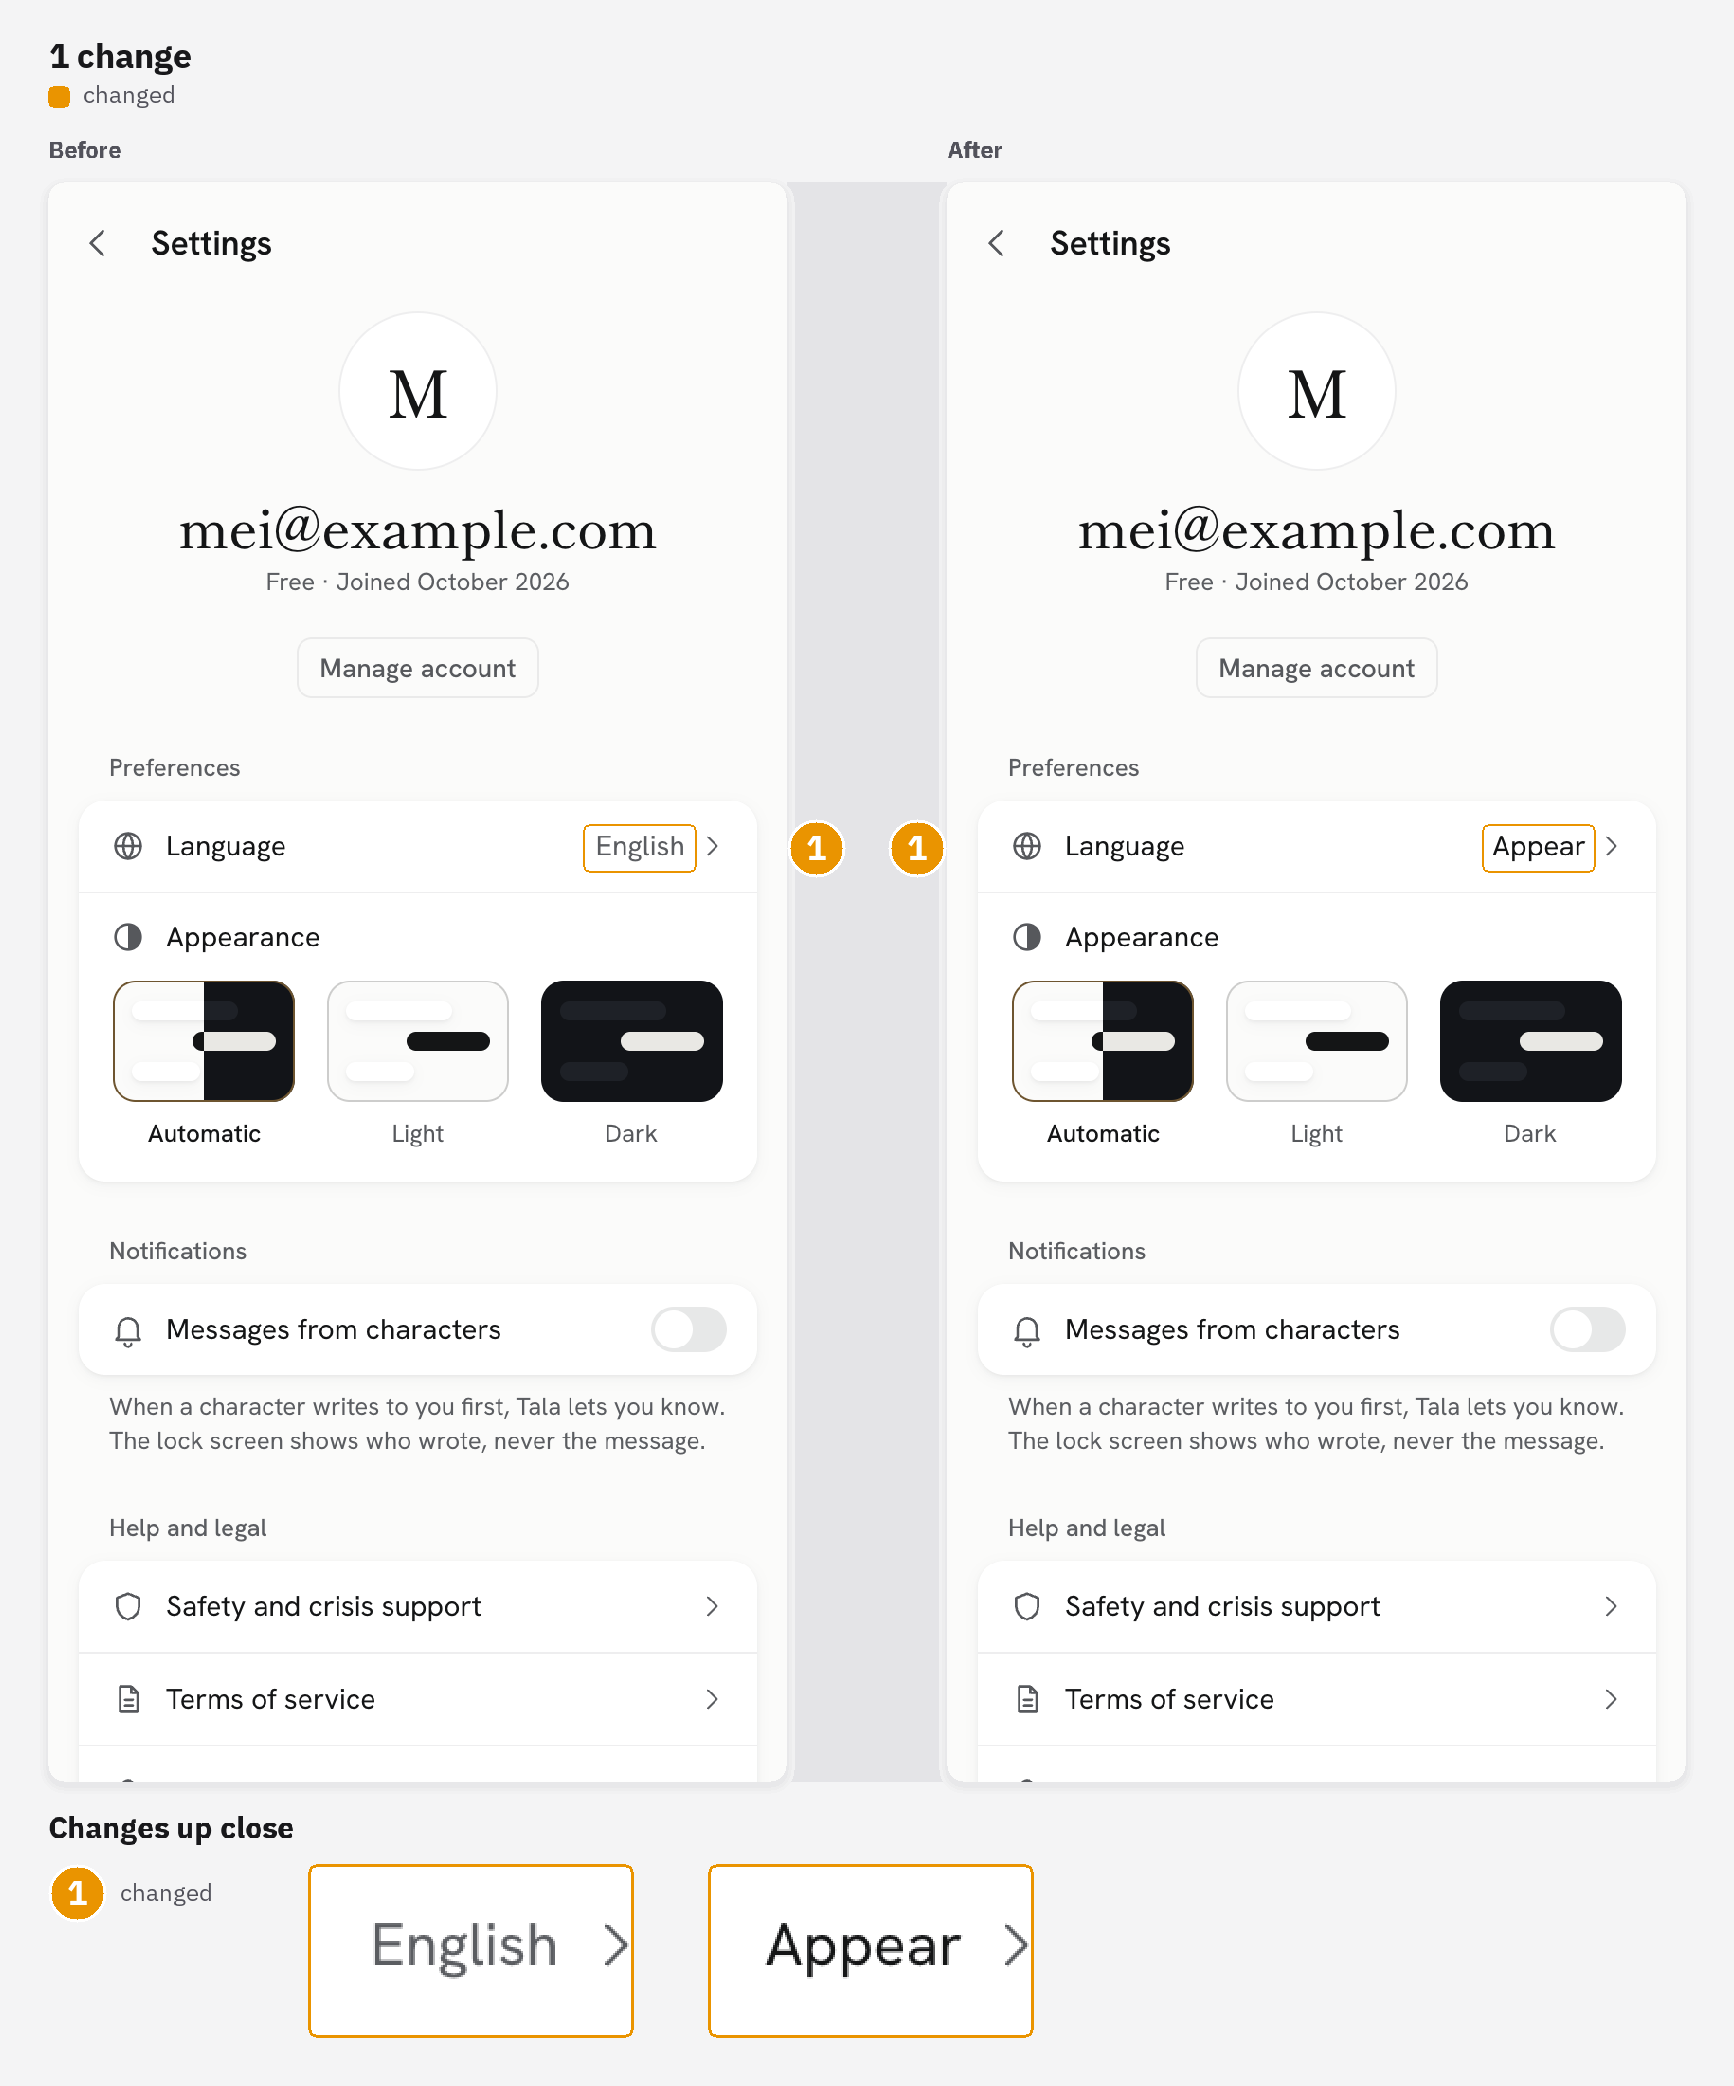 1 change
changed
Before
After
Settings
M
mei@example.com
Free · Joined October 2026
Manage account
Preferences
Language
English
Appearance
Automatic
Light
Dark
Notifications
Messages from characters
When a character writes to you first, Tala lets you know.
The lock screen shows who wrote, never the message.
Help and legal
Safety and crisis support
Terms of service
1
1
Settings
M
mei@example.com
Free · Joined October 2026
Manage account
Preferences
Language
Appear
Appearance
Automatic
Light
Dark
Notifications
Messages from characters
When a character writes to you first, Tala lets you know.
The lock screen shows who wrote, never the message.
Help and legal
Safety and crisis support
Terms of service
Changes up close
1
changed
English
Appear